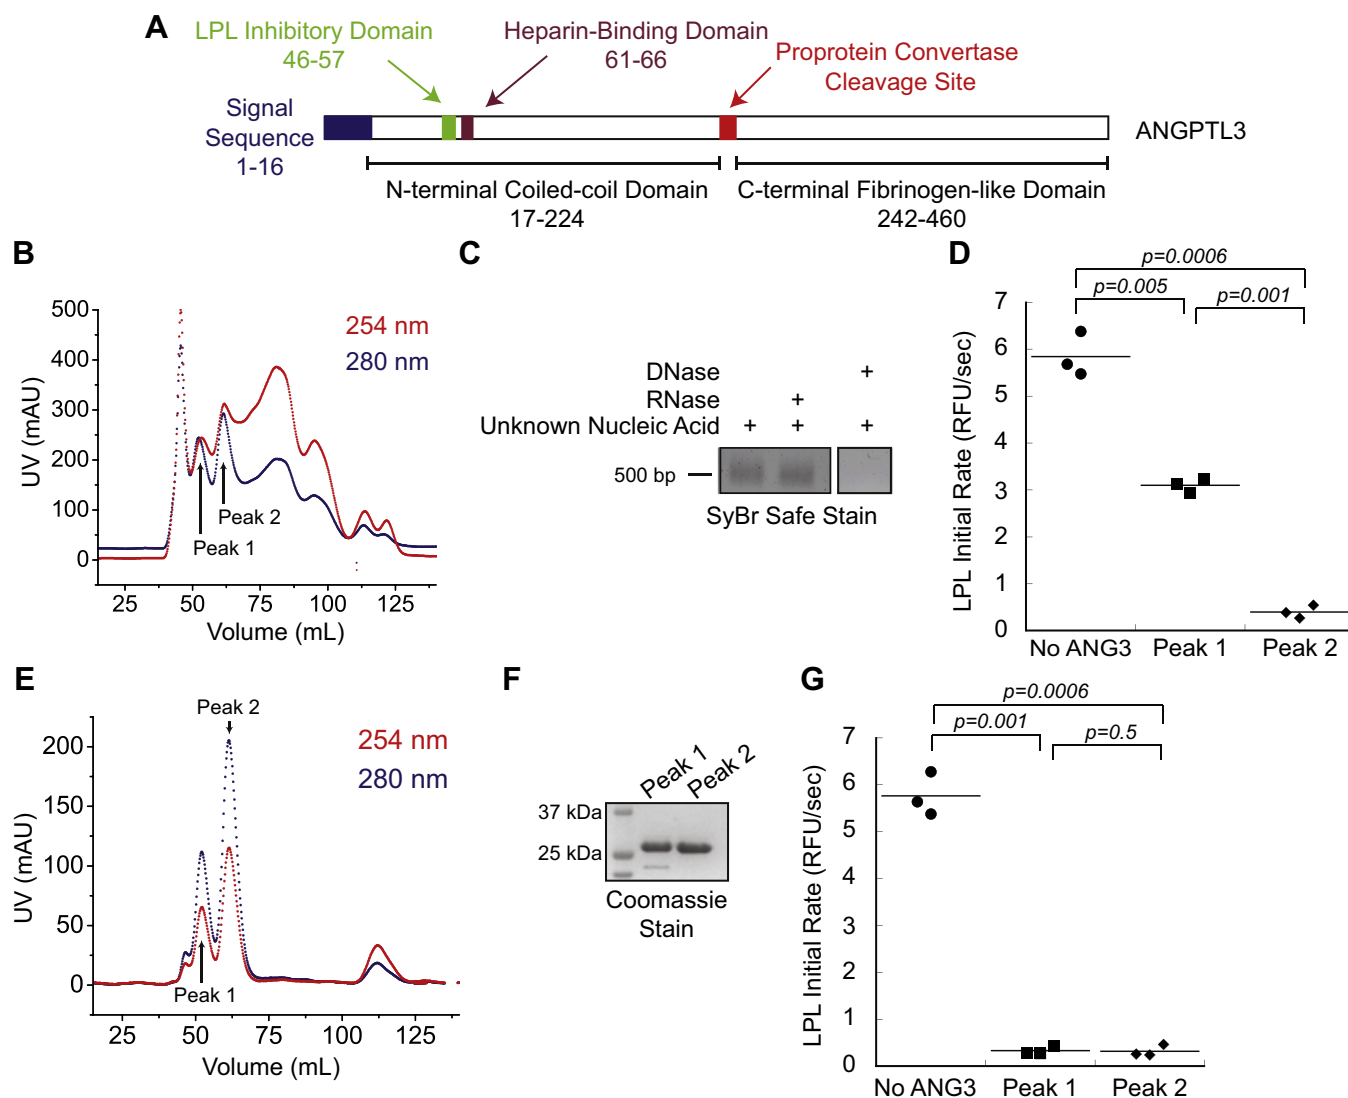 A
LPL Inhibitory Domain
46-57
Heparin-Binding Domain
61-66
Proprotein Convertase
Cleavage Site
Signal
Sequence
1-16
ANGPTL3
N-terminal Coiled-coil Domain
17-224
C-terminal Fibrinogen-like Domain
242-460
B
500
400
300
200
100
0
UV (mAU)
254 nm
280 nm
Peak 2
Peak 1
25
50
75
100
125
Volume (mL)
C
DNase
+
RNase
+
Unknown Nucleic Acid
+
+
+
500 bp
SyBr Safe Stain
D
p=0.0006
p=0.005
p=0.001
7
6
5
4
3
2
1
0
LPL Initial Rate (RFU/sec)
No ANG3
Peak 1
Peak 2
E
Peak 2
200
150
100
50
0
UV (mAU)
254 nm
280 nm
Peak 1
25
50
75
100
125
Volume (mL)
F
Peak 1
Peak 2
37 kDa
25 kDa
Coomassie
Stain
G
p=0.0006
p=0.001
p=0.5
7
6
5
4
3
2
1
0
LPL Initial Rate (RFU/sec)
No ANG3
Peak 1
Peak 2